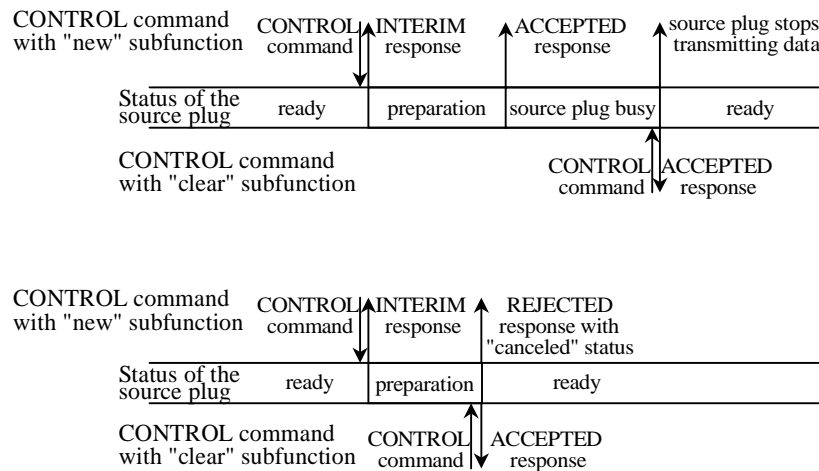 CONTROL command
with "new" subfunction
CONTROL
command
INTERIM
response
ACCEPTED
response
source plug stops
transmitting data
Status of the
source plug
ready
preparation
source plug busy
ready
CONTROL command
with "clear" subfunction
CONTROL
command
ACCEPTED
response
CONTROL command
with "new" subfunction
CONTROL
command
INTERIM
response
REJECTED
response with
"canceled" status
Status of the
source plug
ready
preparation
ready
CONTROL command
with "clear" subfunction
CONTROL
command
ACCEPTED
response